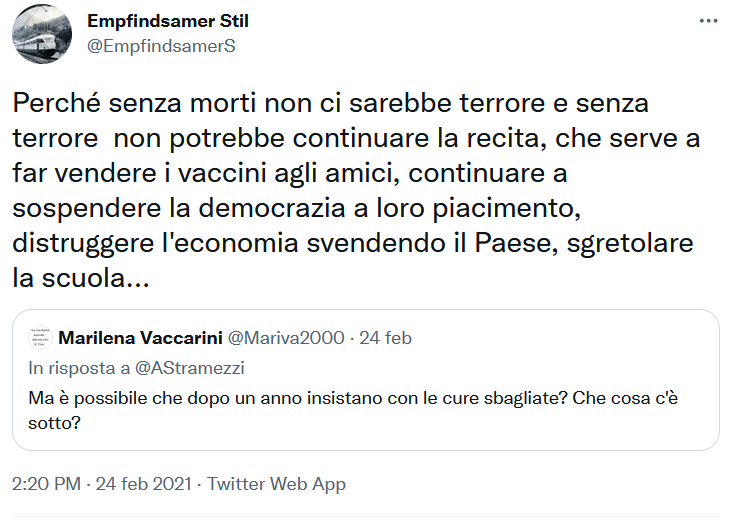 Empfindsamer Stil
@EmpfindsamerS
Perché senza morti non ci sarebbe terrore e senza
terrore  non potrebbe continuare la recita, che serve a
far vendere i vaccini agli amici, continuare a
sospendere la democrazia a loro piacimento,
distruggere l'economia svendendo il Paese, sgretolare
la scuola...
Marilena Vaccarini @Mariva2000 · 24 feb
In risposta a @AStramezzi
Ma è possibile che dopo un anno insistano con le cure sbagliate? Che cosa c'è
sotto?
2:20 PM · 24 feb 2021 · Twitter Web App